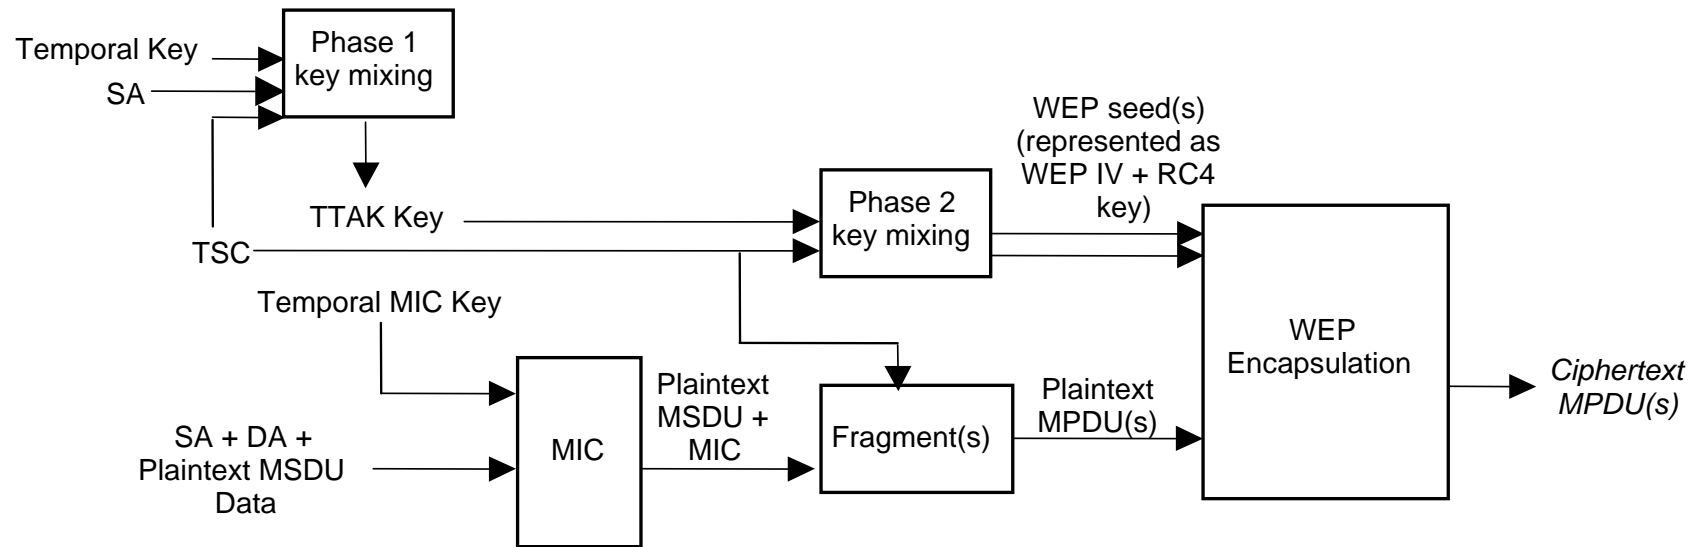 Temporal Key
SA
Phase 1
key mixing
WEP seed(s)
(represented as
WEP IV + RC4
key)
TTAK Key
Phase 2
key mixing
TSC
Temporal MIC Key
WEP
Encapsulation
Plaintext
MSDU +
MIC
Plaintext
MPDU(s)
Ciphertext
MPDU(s)
SA + DA +
Plaintext MSDU
Data
MIC
Fragment(s)